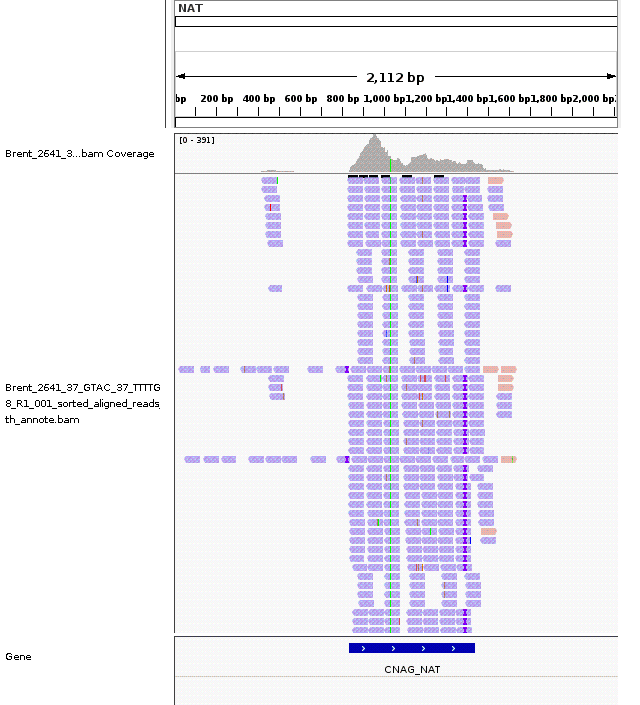 NAT
2,112 bp
bp 200 bp 400 bp 600 bp 800 bp 1,000 bp 1,200 bp 1,400 bp 1,600 bp 1,800 bp 2,000 bp
[0 - 391]
Brent_2641_3...bam Coverage
Brent_2641_37_GTAC_37_TTTTG
8_R1_001_sorted_aligned_reads_
th_annote.bam
Gene
CNAG_NAT